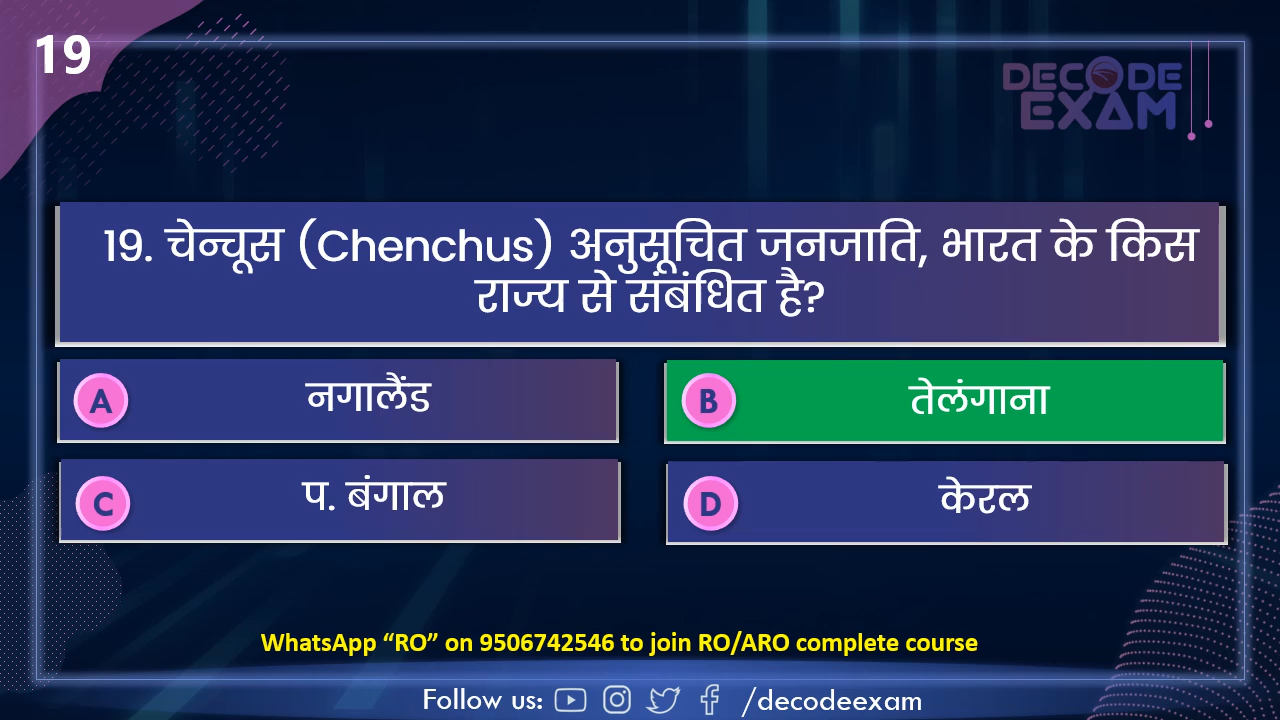 19
DECODE
EXAM
19. चेन्चूस (Chenchus) अनुसूचित जनजाति, भारत के किस
राज्य से संबंधित है?
A नगालैंड
B तेलंगाना
C प. बंगाल
D केरल
WhatsApp “RO” on 9506742546 to join RO/ARO complete course
Follow us: /decodeexam